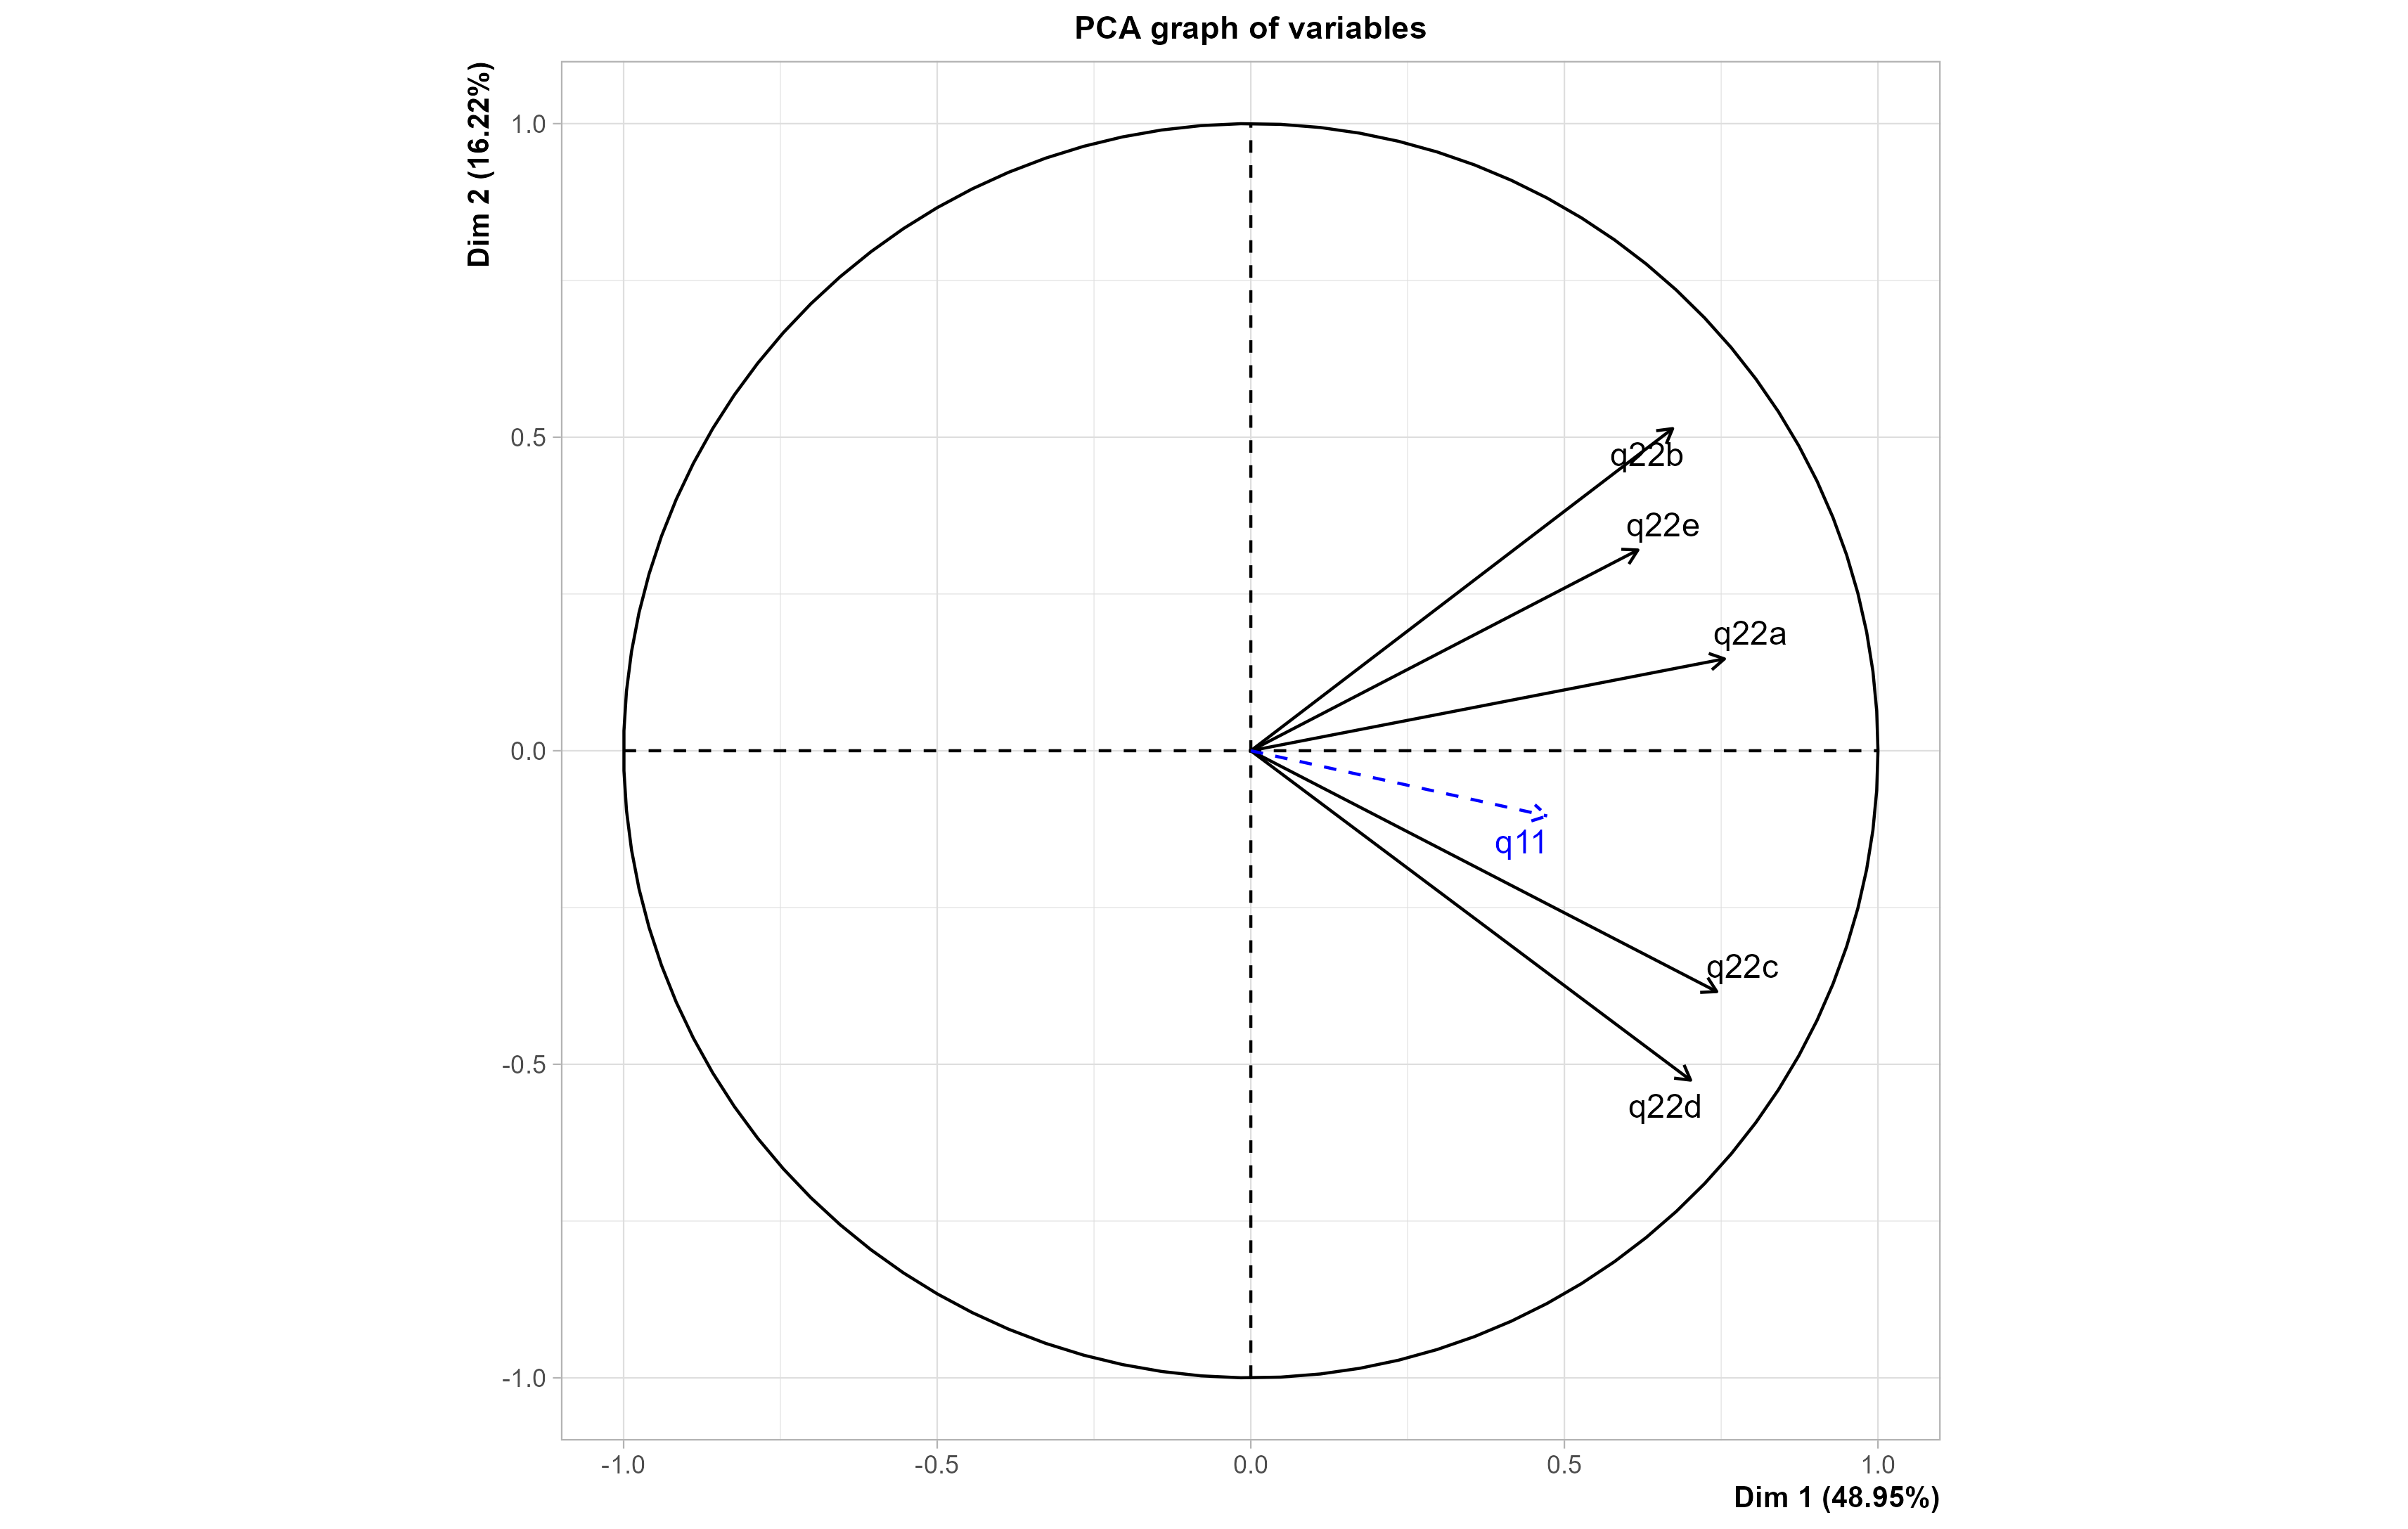 PCA graph of variables
Dim 2 (16.22%)
1.0
0.5
0.0
-0.5
-1.0
q22b
q22e
q22a
q11
q22c
q22d
-1.0
-0.5
0.0
0.5
1.0
Dim 1 (48.95%)